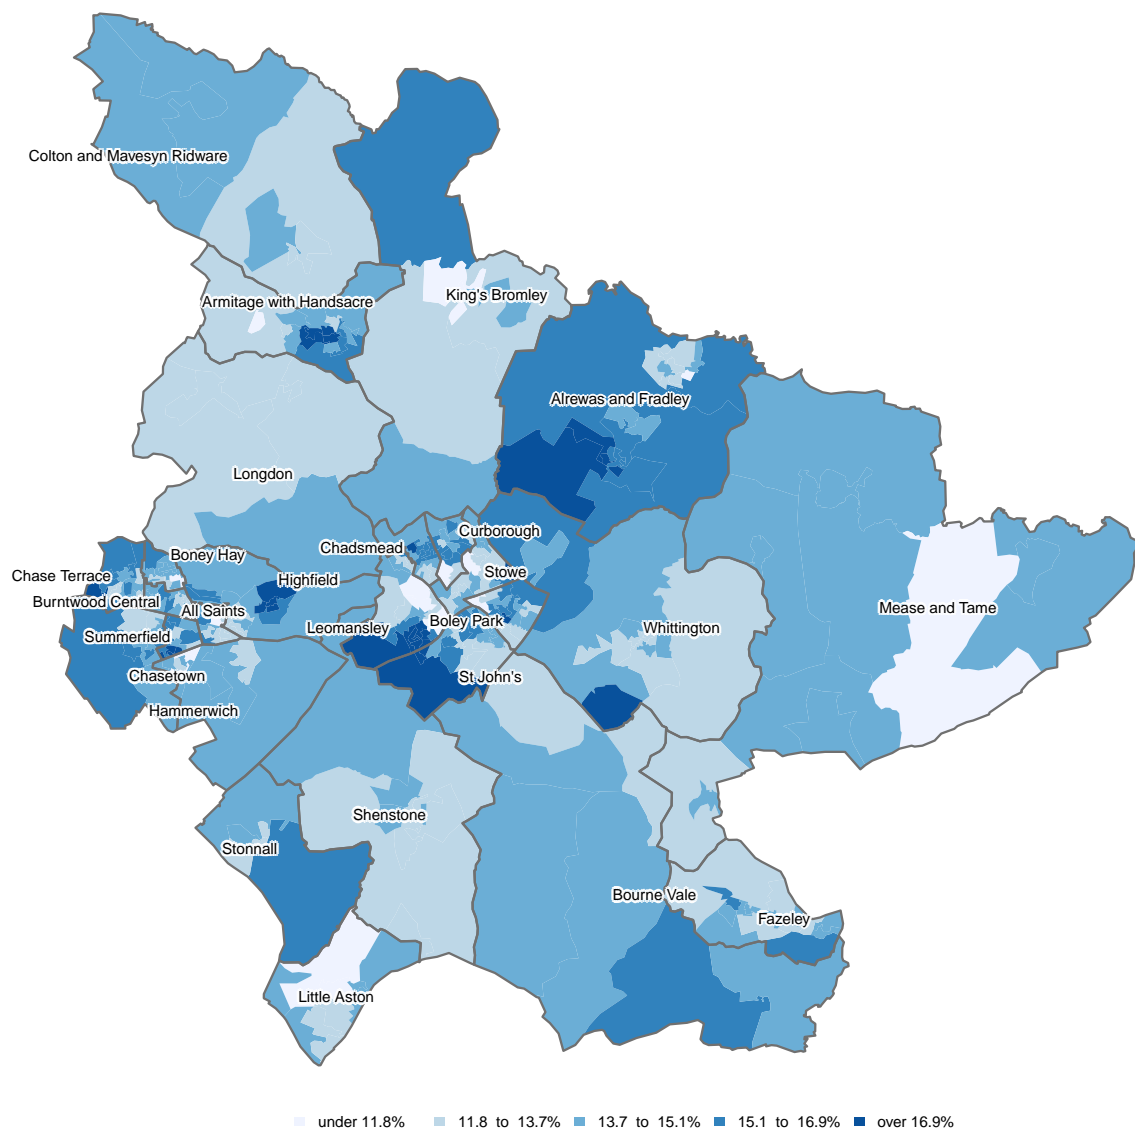 Colton and Mavesyn Ridware
King's Bromley
Armitage with Handsacre
Alrewas and Fradley
Longdon
Curborough
Chadsmead
Boney Hay
Stowe
Chase Terrace
Highfield
Burntwood Central
All Saints
Mease and Tame
Boley Park
Leomansley
Whittington
Summerfield
Chasetown
St John's
Hammerwich
Shenstone
Stonnall
Bourne Vale
Fazeley
Little Aston
under 11.8% 11.8 to 13.7% 13.7 to 15.1% 15.1 to 16.9% over 16.9%